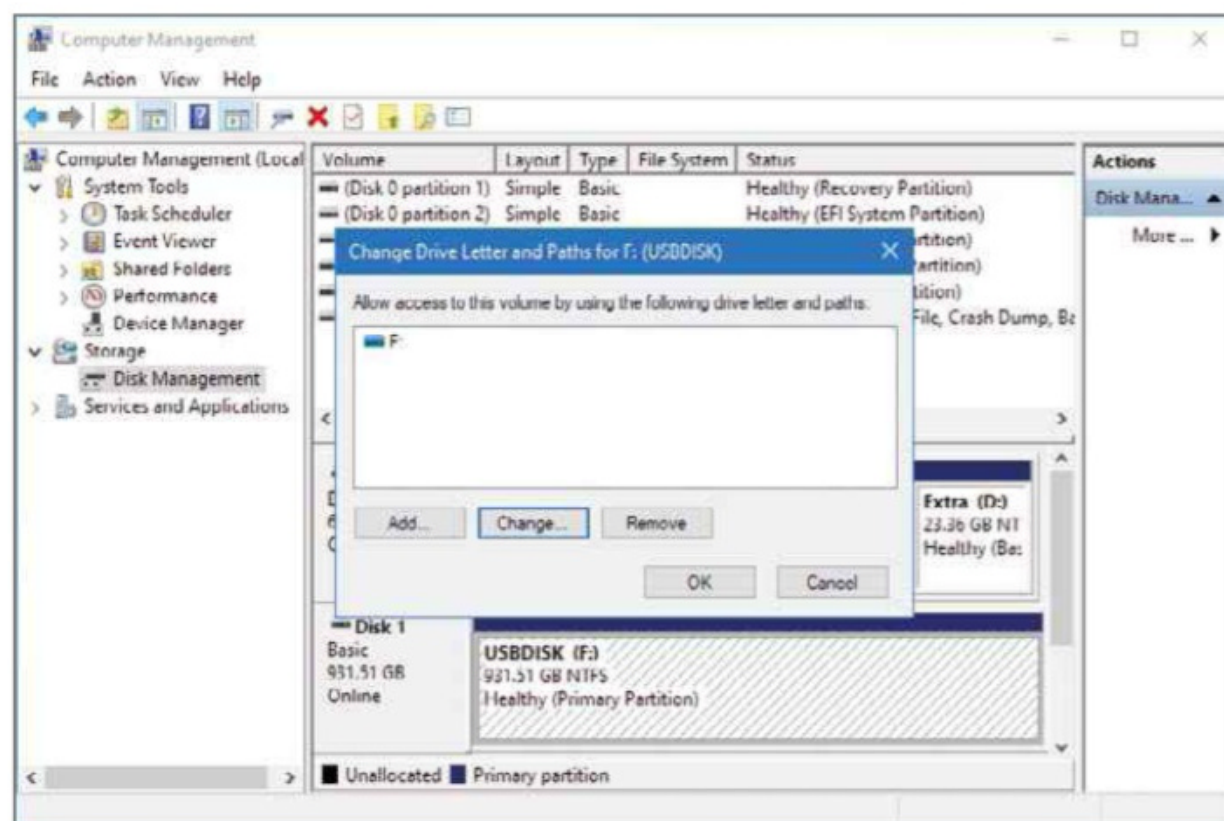 Computer Management
File Action View Help
Computer Management (Local
System Tools
Task Scheduler
Event Viewer
Shared Folders
Performance
Device Manager
Storage
Disk Management
Services and Applications
Volume Layout Type File System Status
(Disk 0 partition 1) Simple Basic Healthy (Recovery Partition)
(Disk 0 partition 2) Simple Basic Healthy (EFI System Partition)
artition)
artition)
tition)
File, Crash Dump, Ba
Change Drive Letter and Paths for F: (USBDISK)
Allow access to this volume by using the following drive letter and paths:
F:
Add... Change... Remove
OK Cancel
Extra (D:)
23.36 GB NT
Healthy (Bas
Disk 1
Basic
931.51 GB
Online
USBDISK (F:)
931.51 GB NTFS
Healthy (Primary Partition)
Unallocated Primary partition
Actions
Disk Mana...
More ...